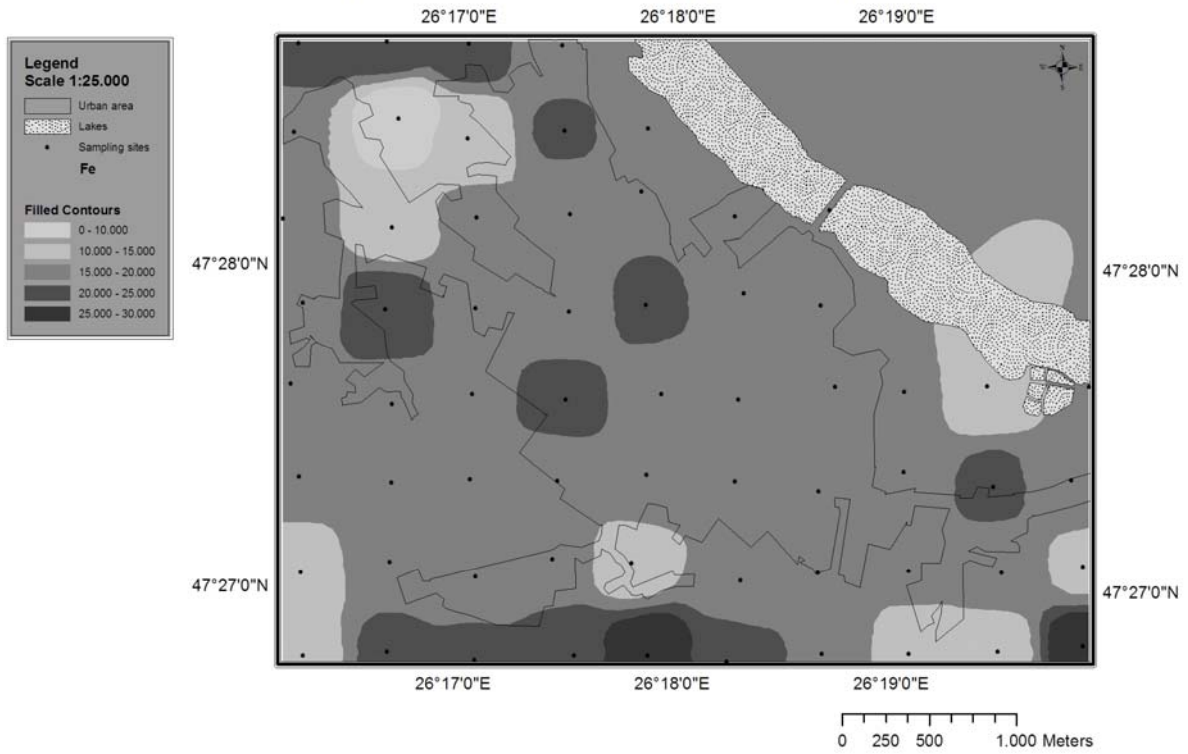 26°17'0"E 26°18'0"E 26°19'0"E
Legend
Scale 1:25.000
Urban area
Lakes
Sampling sites
Fe
Filled Contours
0 - 10.000
10.000 - 15.000
15.000 - 20.000
20.000 - 25.000
25.000 - 30.000
N
W E
S
47°28'0"N 47°28'0"N
47°27'0"N 47°27'0"N
26°17'0"E 26°18'0"E 26°19'0"E
0 250 500 1.000 Meters